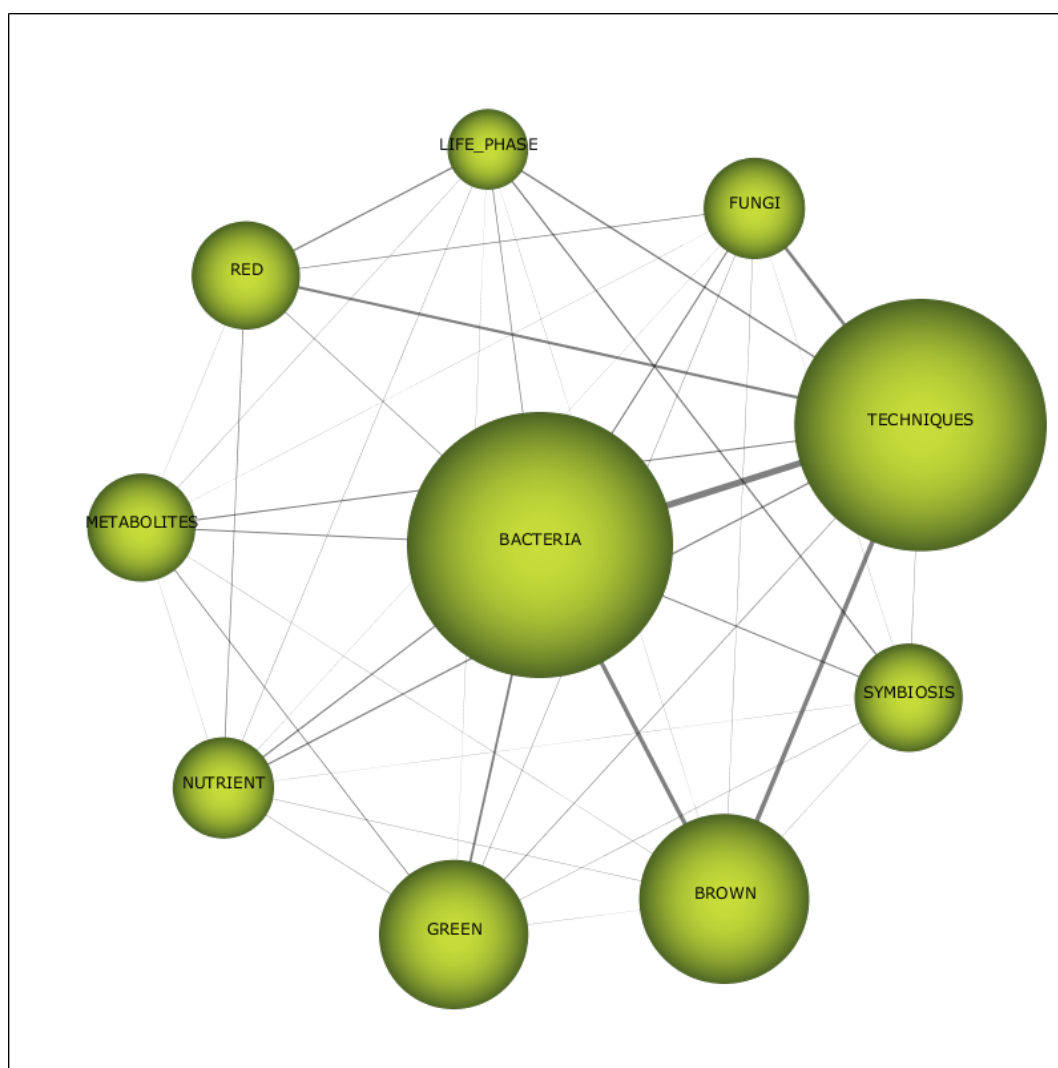 LIFE_PHASE
FUNGI
RED
TECHNIQUES
METABOLITES
BACTERIA
SYMBIOSIS
NUTRIENT
BROWN
GREEN